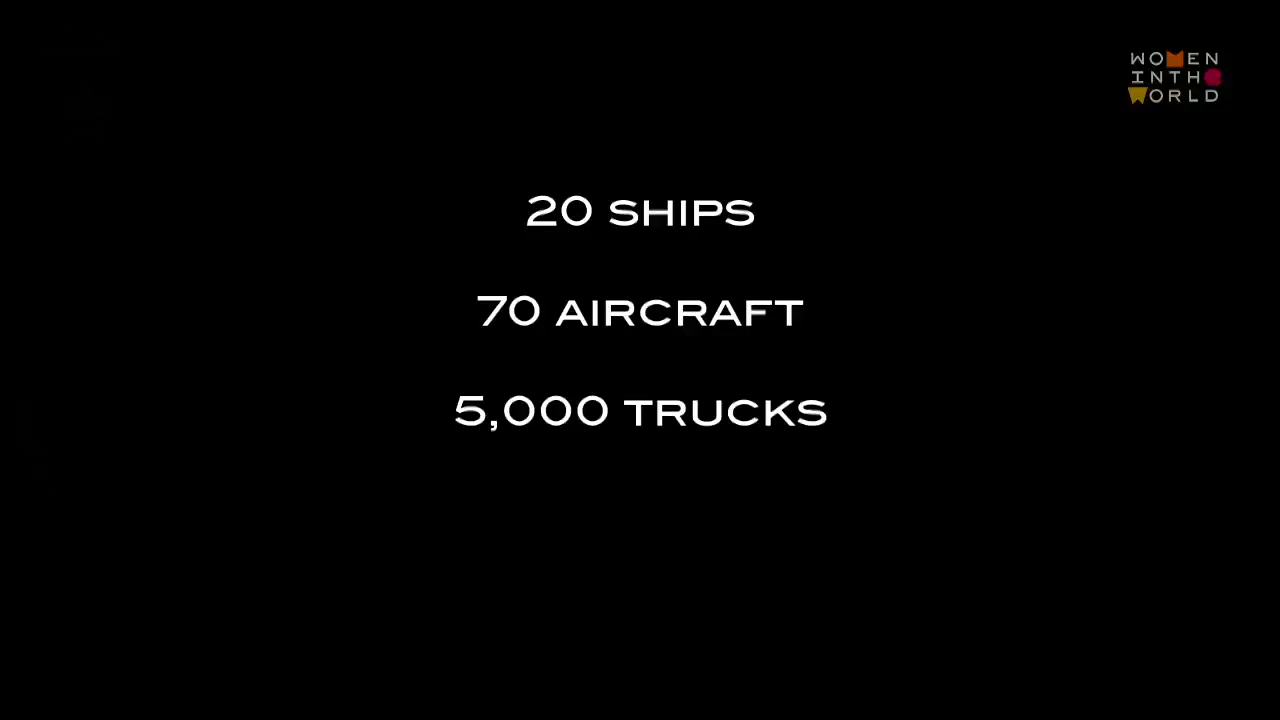 WOMEN
IN THE
WORLD
20 SHIPS
70 AIRCRAFT
5,000 TRUCKS